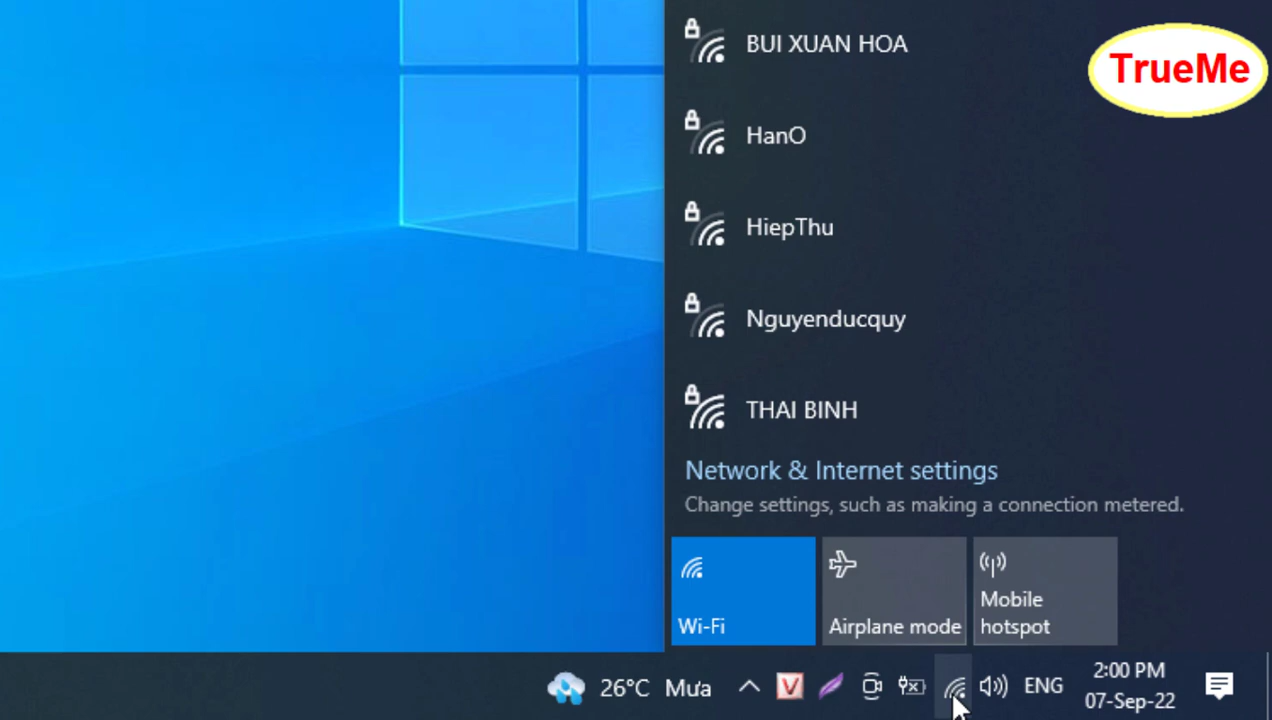 BUI XUAN HOA
TrueMe
HanO
HiepThu
Nguyenducquy
THAI BINH
Network & Internet settings
Change settings, such as making a connection metered.
Wi-Fi
Airplane mode
Mobile
hotspot
26°C Mưa
V
ENG
2:00 PM
07-Sep-22